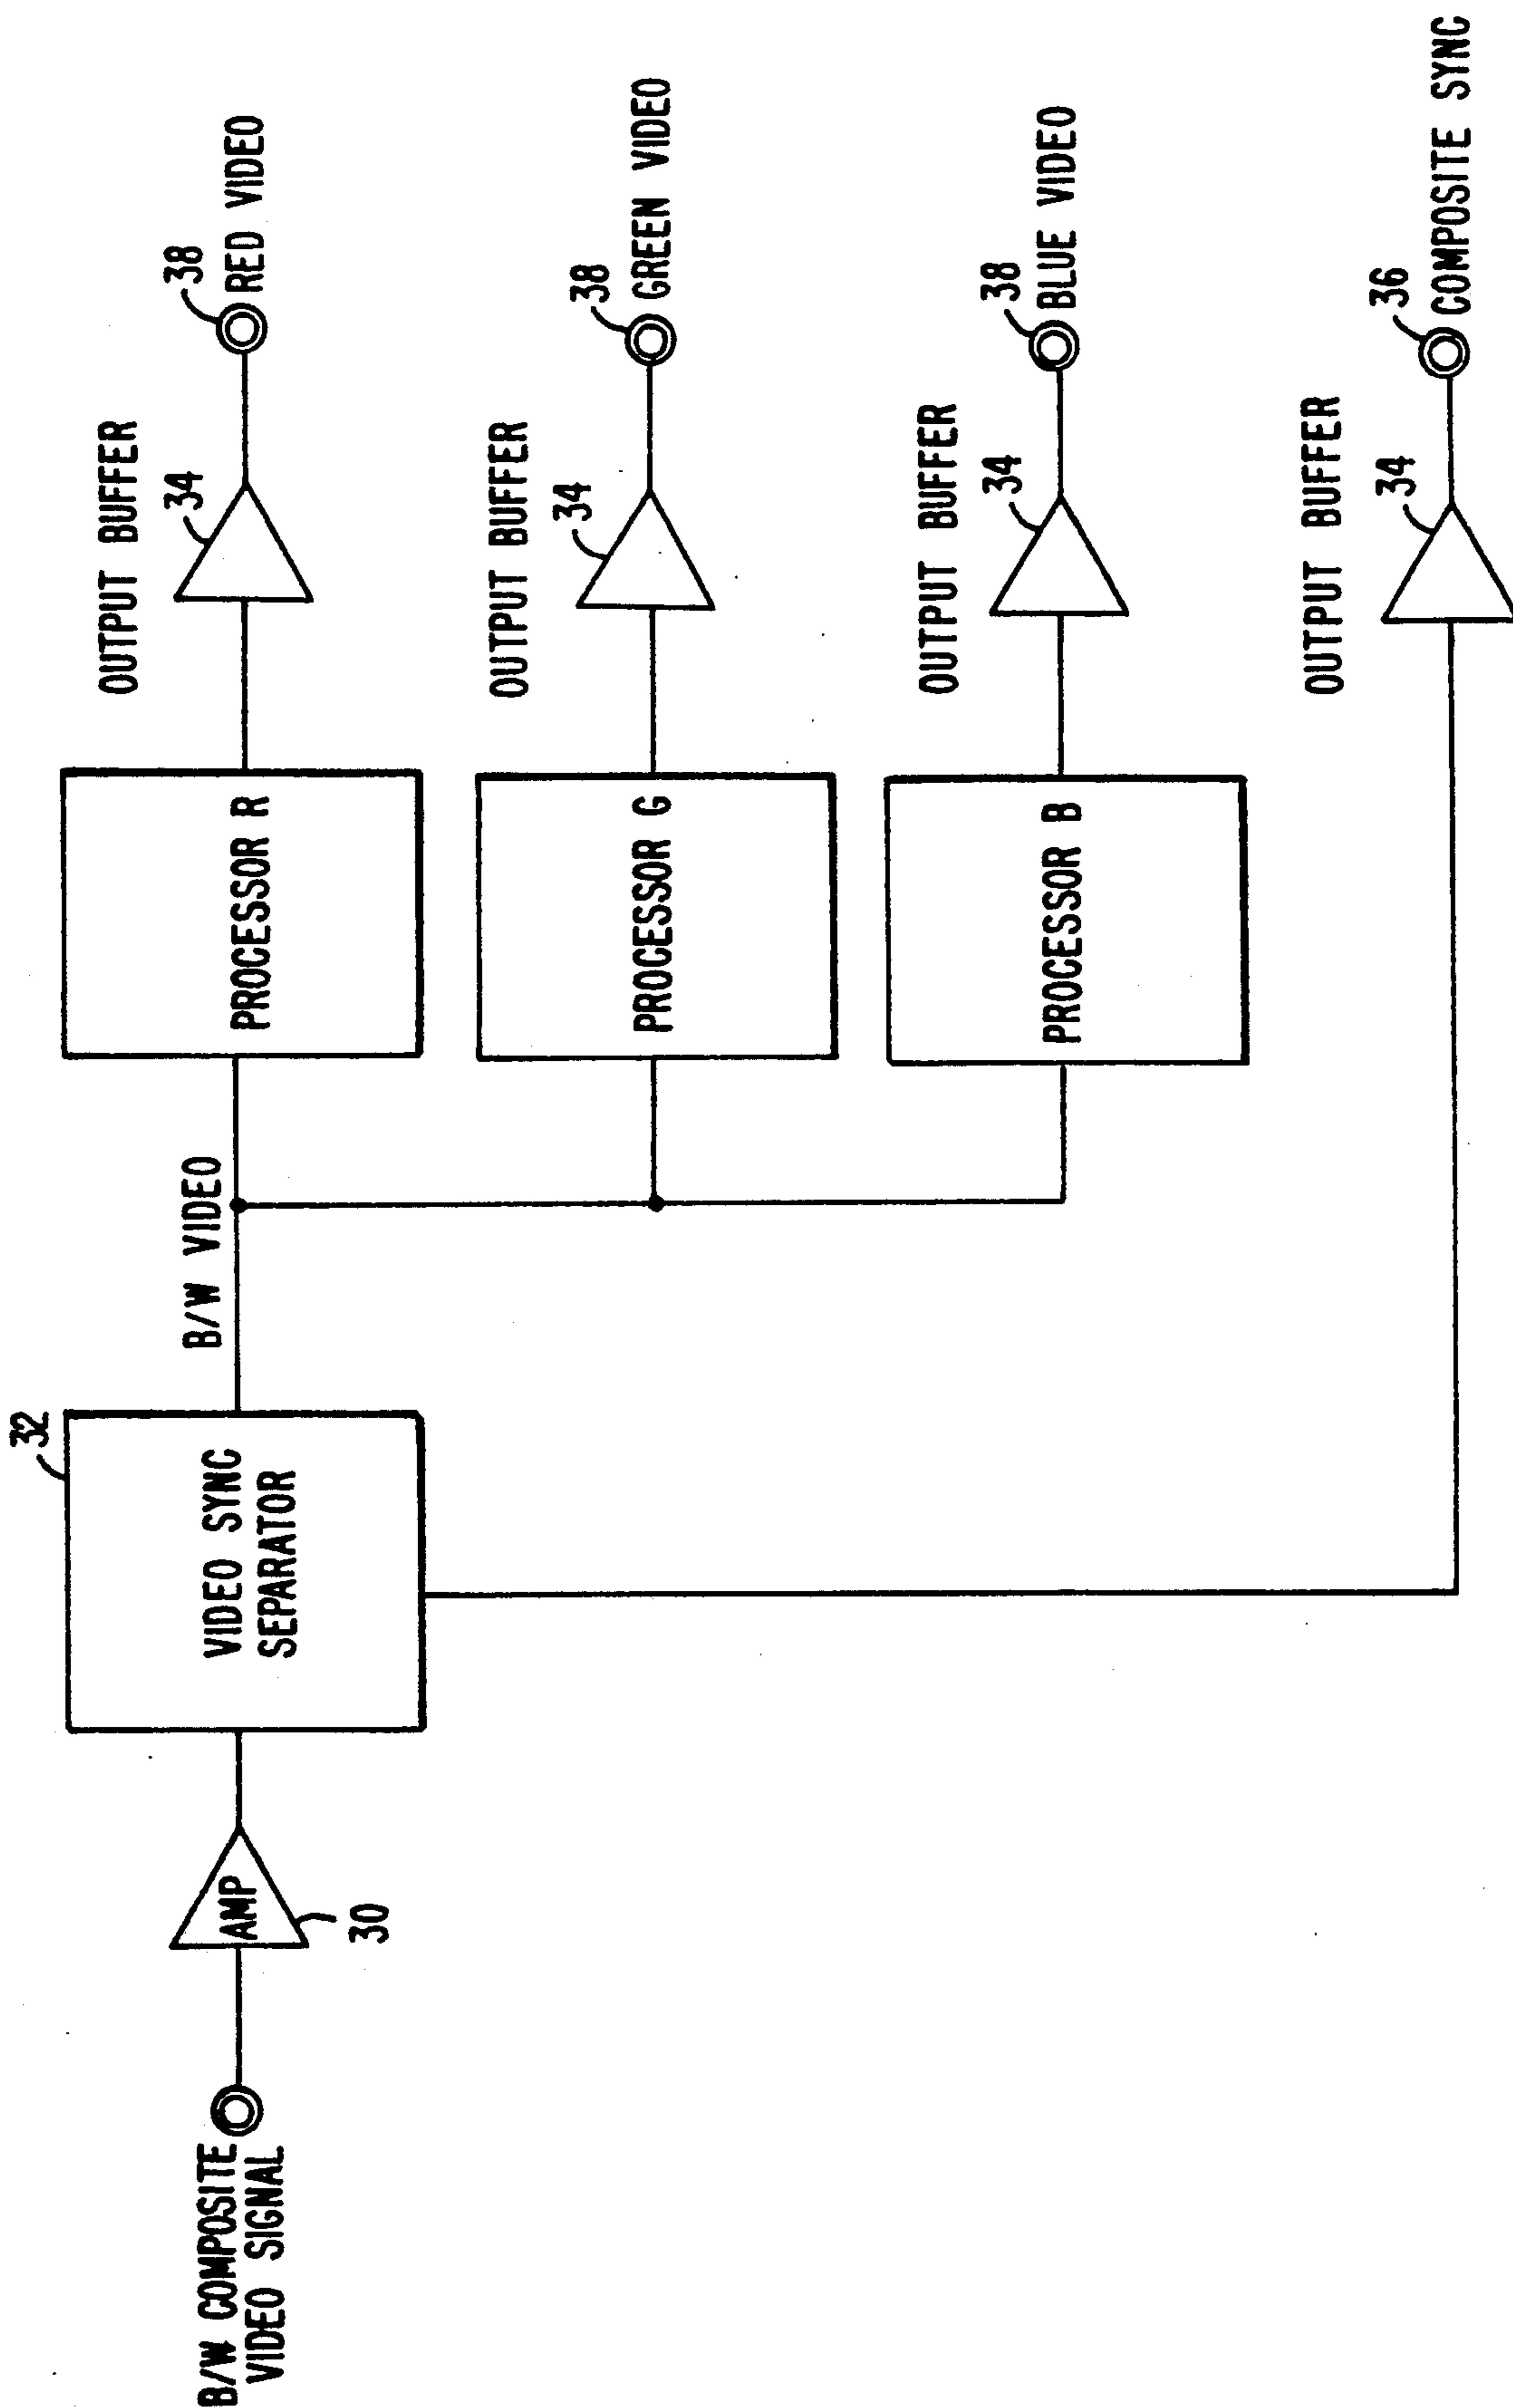 B/W COMPOSITE
VIDEO SIGNAL
AMP
30
32
VIDEO SYNC
SEPARATOR
B/W VIDEO
PROCESSOR R
OUTPUT BUFFER
34
38
RED VIDEO
PROCESSOR G
OUTPUT BUFFER
34
38
GREEN VIDEO
PROCESSOR B
OUTPUT BUFFER
34
38
BLUE VIDEO
OUTPUT BUFFER
34
36
COMPOSITE SYNC